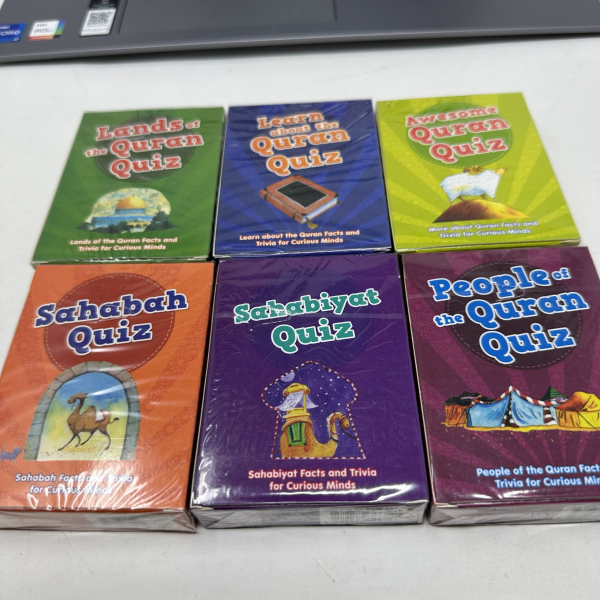 Lands of
the Quran
Quiz
Lands of the Quran Facts and
Trivia for Curious Minds
Learn
about the
Quran
Quiz
Learn about the Quran Facts and
Trivia for Curious Minds
Awesome
Quran
Quiz
More about Quran Facts and
Trivia for Curious Minds
Sahabah
Quiz
Sahabah Facts and Trivia
for Curious Minds
Sahabiyat
Quiz
Sahabiyat Facts and Trivia
for Curious Minds
People of
the Quran
Quiz
People of the Quran Fact
Trivia for Curious Min